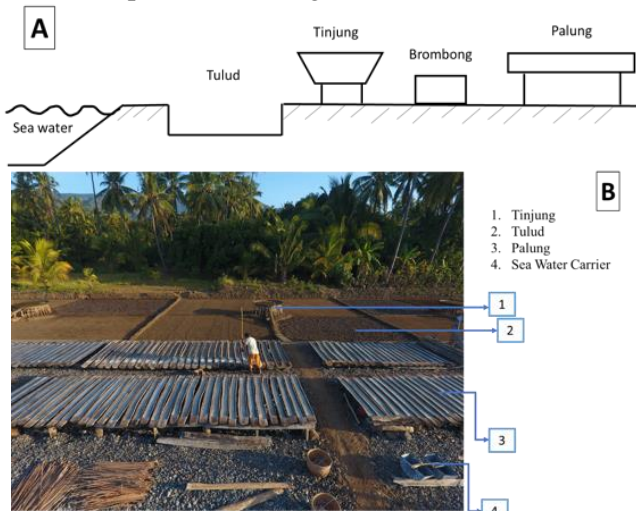 A
Tinjung
Palung
Brombong
Tulud
Sea water
B
1. Tinjung
2. Tulud
3. Palung
4. Sea Water Carrier
1
2
3
4